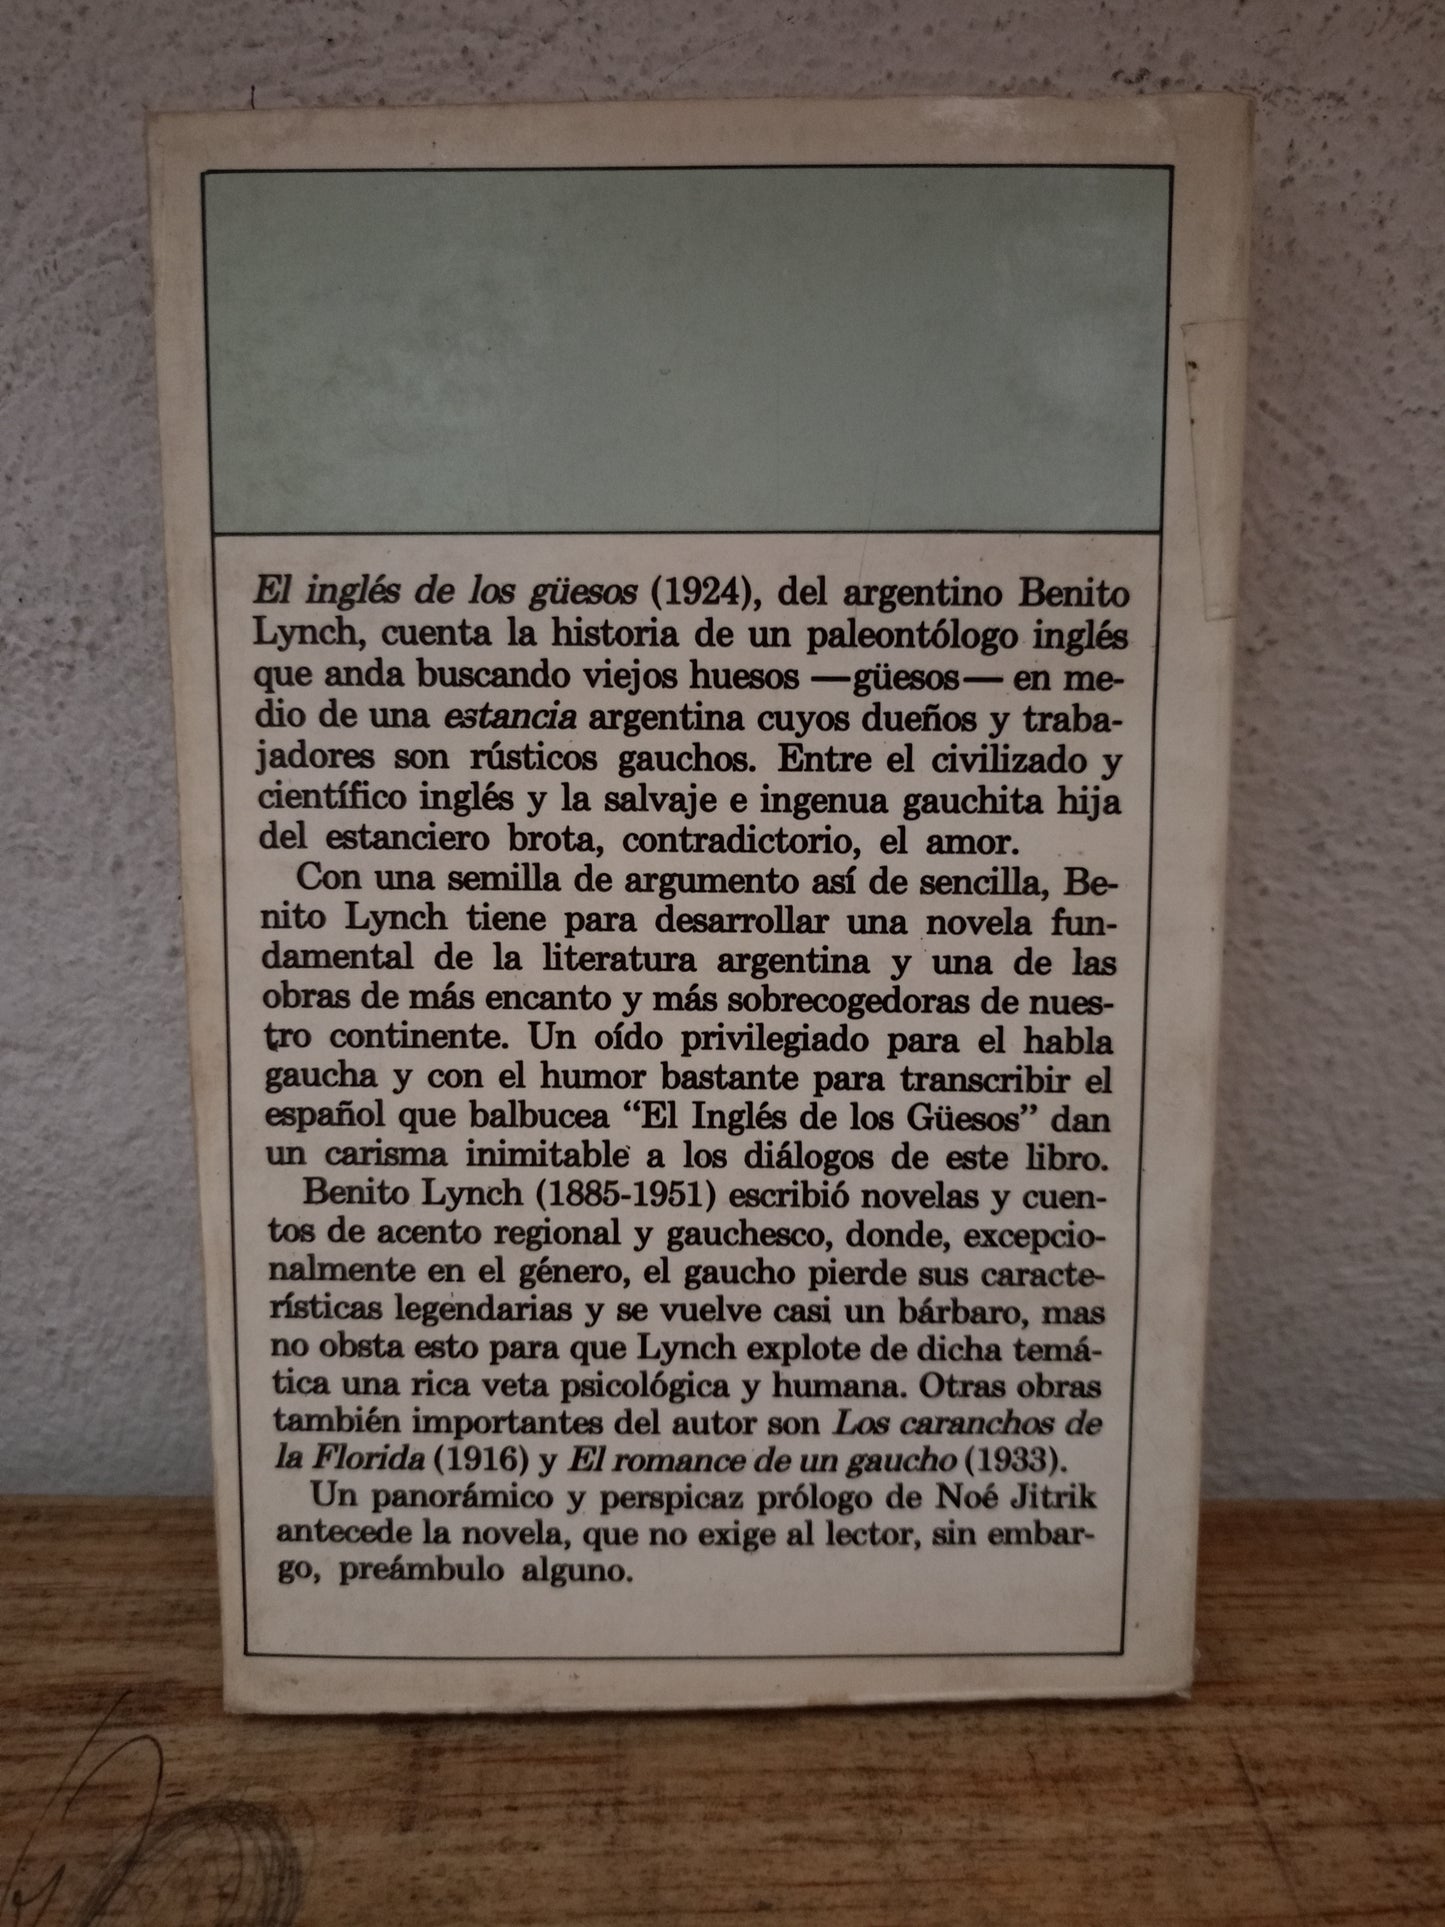 El inglés de los güesos (1924), del argentino Benito
Lynch, cuenta la historia de un paleontólogo inglés
que anda buscando viejos huesos —güesos— en me-
dio de una estancia argentina cuyos dueños y traba-
jadores son rústicos gauchos. Entre el civilizado y
científico inglés y la salvaje e ingenua gauchita hija
del estanciero brota, contradictorio, el amor.
Con una semilla de argumento así de sencilla, Be-
nito Lynch tiene para desarrollar una novela fun-
damental de la literatura argentina y una de las
obras de más encanto y más sobrecogedoras de nues-
tro continente. Un oído privilegiado para el habla
gaucha y con el humor bastante para transcribir el
español que balbucea “El Inglés de los Güesos” dan
un carisma inimitable a los diálogos de este libro.
Benito Lynch (1885-1951) escribió novelas y cuen-
tos de acento regional y gauchesco, donde, excepcio-
nalmente en el género, el gaucho pierde sus caracte-
rísticas legendarias y se vuelve casi un bárbaro, mas
no obsta esto para que Lynch explote de dicha temá-
tica una rica veta psicológica y humana. Otras obras
también importantes del autor son Los caranchos de
la Florida (1916) y El romance de un gaucho (1933).
Un panorámico y perspicaz prólogo de Noé Jitrik
antecede la novela, que no exige al lector, sin embar-
go, preámbulo alguno.